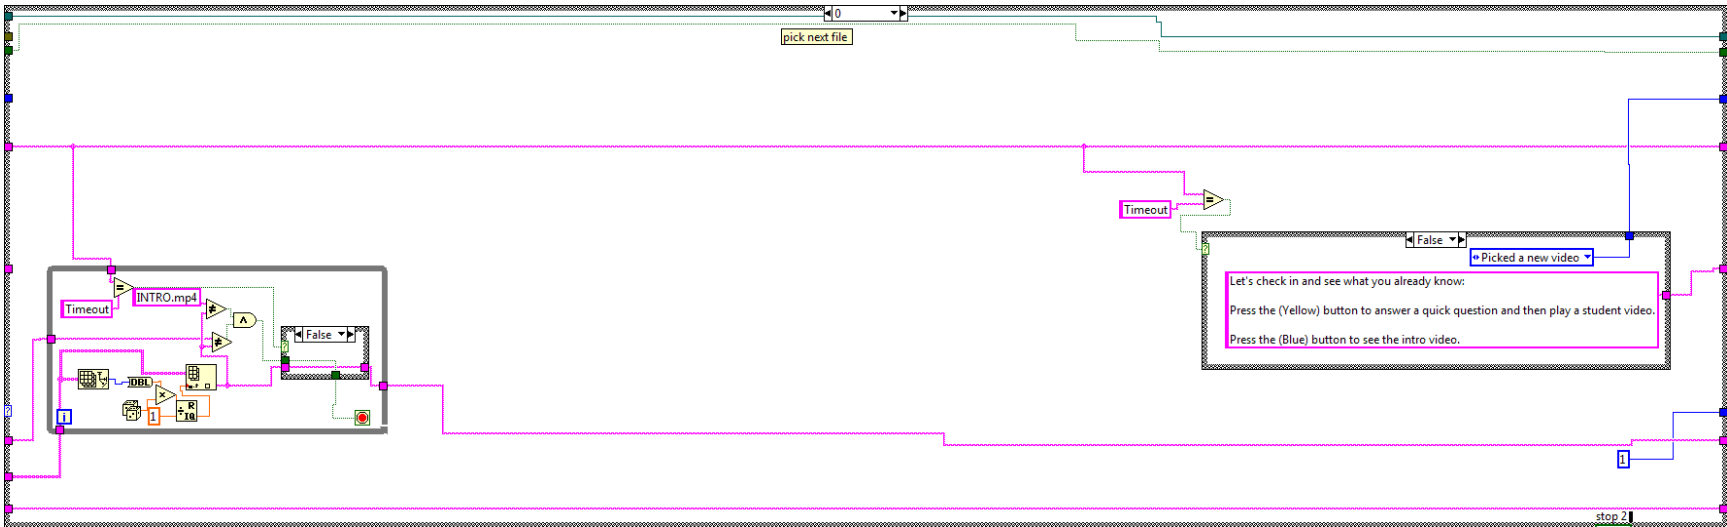 0
pick next file
Timeout
False
Picked a new video
Let's check in and see what you already know:
Press the (Yellow) button to answer a quick question and then play a student video.
Press the (Blue) button to see the intro video.
INTRO.mp4
Timeout
False
DBL
R
IQ
1
i
1
stop 2